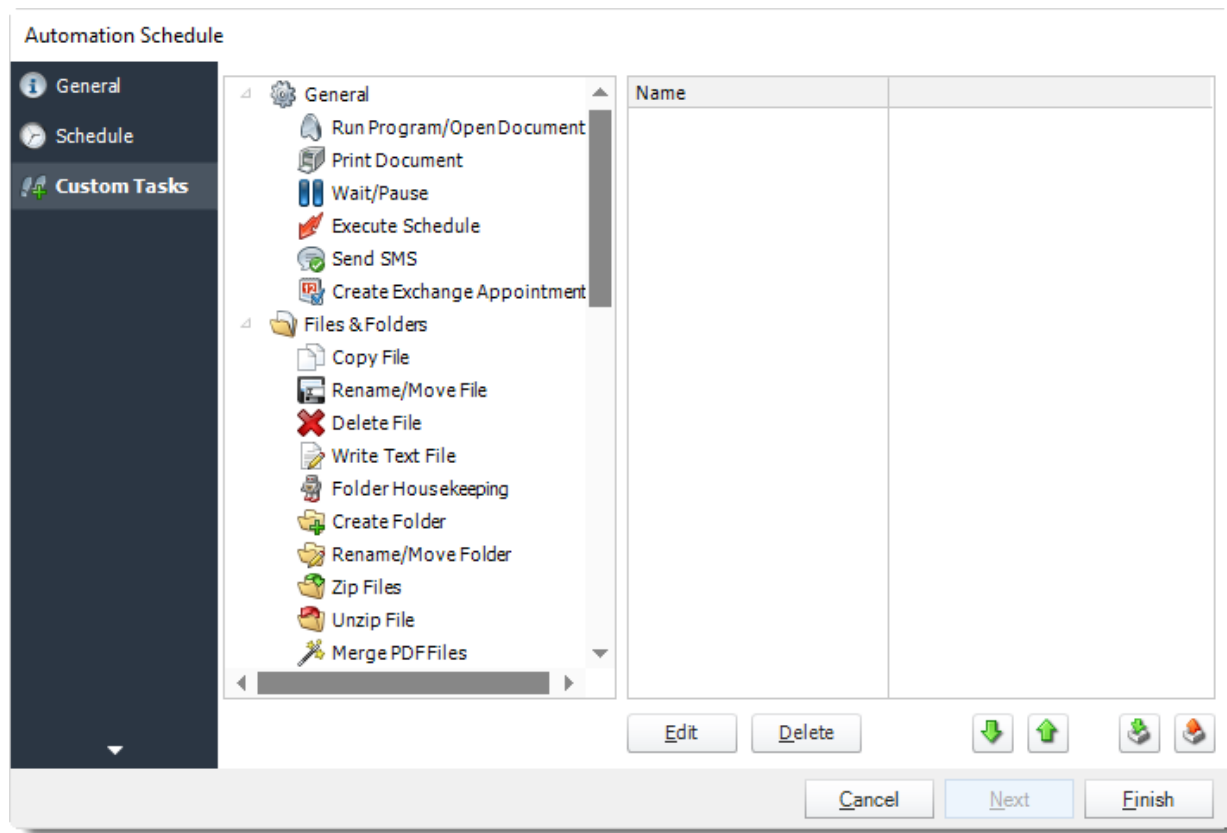 Automation Schedule
General
Schedule
Custom Tasks
General
Run Program/Open Document
Print Document
Wait/Pause
Execute Schedule
Send SMS
Create Exchange Appointment
Files & Folders
Copy File
Rename/Move File
Delete File
Write Text File
Folder Housekeeping
Create Folder
Rename/Move Folder
Zip Files
Unzip File
Merge PDF Files
Name
Edit
Delete
Cancel
Next
Finish